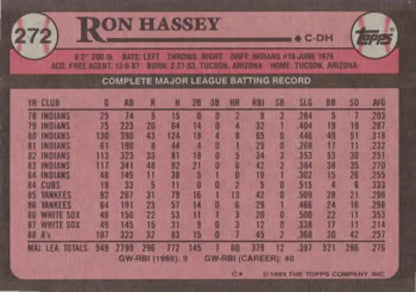 272
RON HASSEY
◆ C-DH
TOPPS
6'2" 200 lb. BATS: LEFT THROWS: RIGHT DRFT: INDIANS #18-JUNE 1976
ACQ: FREE AGENT, 12-8-87 BORN: 2-27-53, TUCSON, ARIZONA HOME: TUCSON, ARIZONA
COMPLETE MAJOR LEAGUE BATTING RECORD
YR CLUB G AB R H 2B 3B HR RBI SB SLG BB SO AVG
78 INDIANS 25 74 5 15 0 0 2 9 2 .284 5 7 .203
79 INDIANS 75 223 20 64 14 0 4 32 1 .404 19 19 .287
80 INDIANS 130 390 43 124 18 4 8 65 0 .446 49 51 .318
81 INDIANS 61 190 8 44 4 0 1 25 0 .268 17 11 .232
82 INDIANS 113 323 33 81 18 0 5 34 3 .353 53 32 .251
83 INDIANS 117 341 48 92 21 0 6 42 2 .384 38 35 .270
84 INDIANS 48 149 11 38 5 1 0 19 1 .302 15 26 .255
84 CUBS 19 33 5 11 0 0 2 5 0 .515 4 6 .333
85 YANKEES 92 267 31 79 16 1 13 42 0 .509 28 21 .296
86 YANKEES 64 191 23 57 14 0 6 29 1 .466 24 16 .298
86 WHITE SOX 49 150 22 53 11 1 3 20 0 .500 22 11 .353
87 WHITE SOX 49 145 15 31 9 0 3 12 0 .338 17 11 .214
88 A's 107 323 32 83 15 0 7 45 2 .368 30 42 .257
MAJ. LEA. TOTALS 949 2799 296 772 145 7 60 379 12 .397 321 286 .276
GW-RBI (1988): 9 GW-RBI (CAREER): 40
© 1989 THE TOPPS COMPANY, INC.